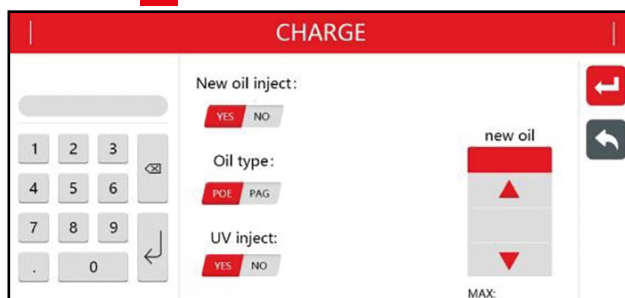 CHARGE
New oil inject:
YES NO
Oil type:
POE PAG
UV inject:
YES NO
1 2 3
4 5 6
7 8 9
. 0
new oil
MAX: